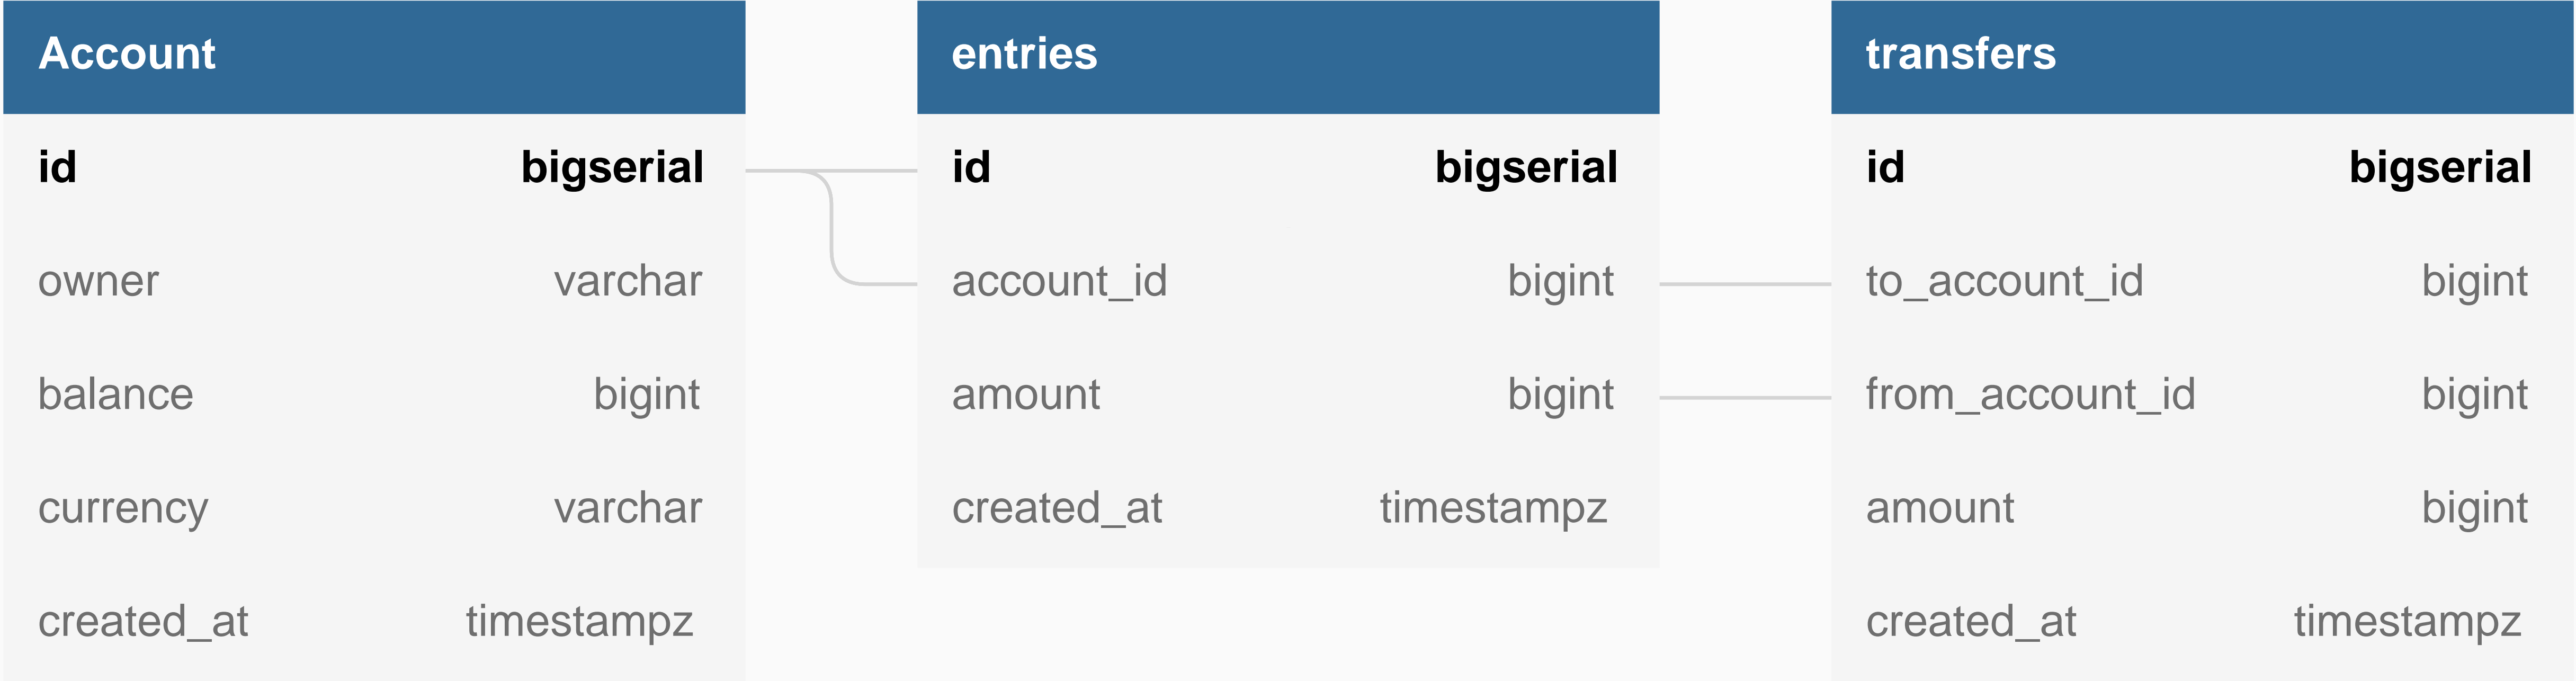 Account
id bigserial
owner varchar
balance bigint
currency varchar
created_at timestampz
entries
id bigserial
account_id bigint
amount bigint
created_at timestampz
transfers
id bigserial
to_account_id bigint
from_account_id bigint
amount bigint
created_at timestampz